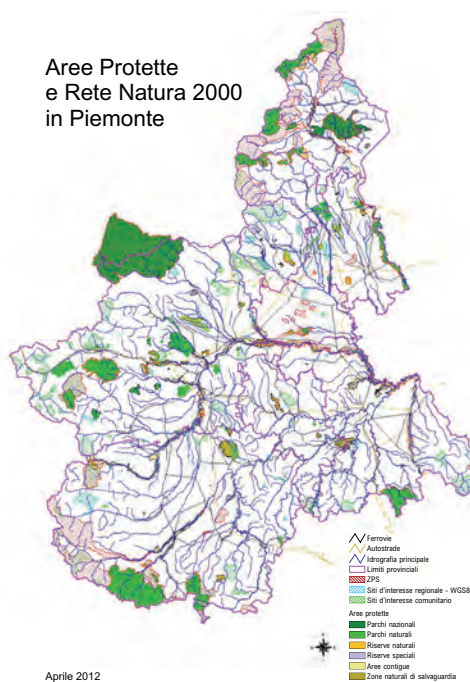 Aree Protette
e Rete Natura 2000
in Piemonte
Ferrovie
Autostrade
Idrografia principale
Limiti provinciali
ZPS
Siti d'interesse regionale - WGS8
Siti d'interesse comunitario
Aree protette
Parchi nazionali
Parchi naturali
Riserve naturali
Riserve speciali
Aree contigue
Zone naturali di salvaguardia
Aprile 2012